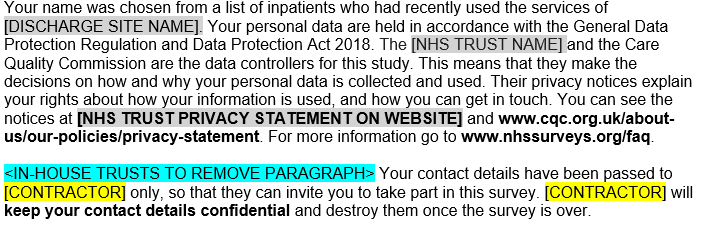 Your name was chosen from a list of inpatients who had recently used the services of
[DISCHARGE SITE NAME]. Your personal data are held in accordance with the General Data
Protection Regulation and Data Protection Act 2018. The [NHS TRUST NAME] and the Care
Quality Commission are the data controllers for this study. This means that they make the
decisions on how and why your personal data is collected and used. Their privacy notices explain
your rights about how your information is used, and how you can get in touch. You can see the
notices at [NHS TRUST PRIVACY STATEMENT ON WEBSITE] and www.cqc.org.uk/about-
us/our-policies/privacy-statement. For more information go to www.nhssurveys.org/faq.
<IN-HOUSE TRUSTS TO REMOVE PARAGRAPH> Your contact details have been passed to
[CONTRACTOR] only, so that they can invite you to take part in this survey. [CONTRACTOR] will
keep your contact details confidential and destroy them once the survey is over.